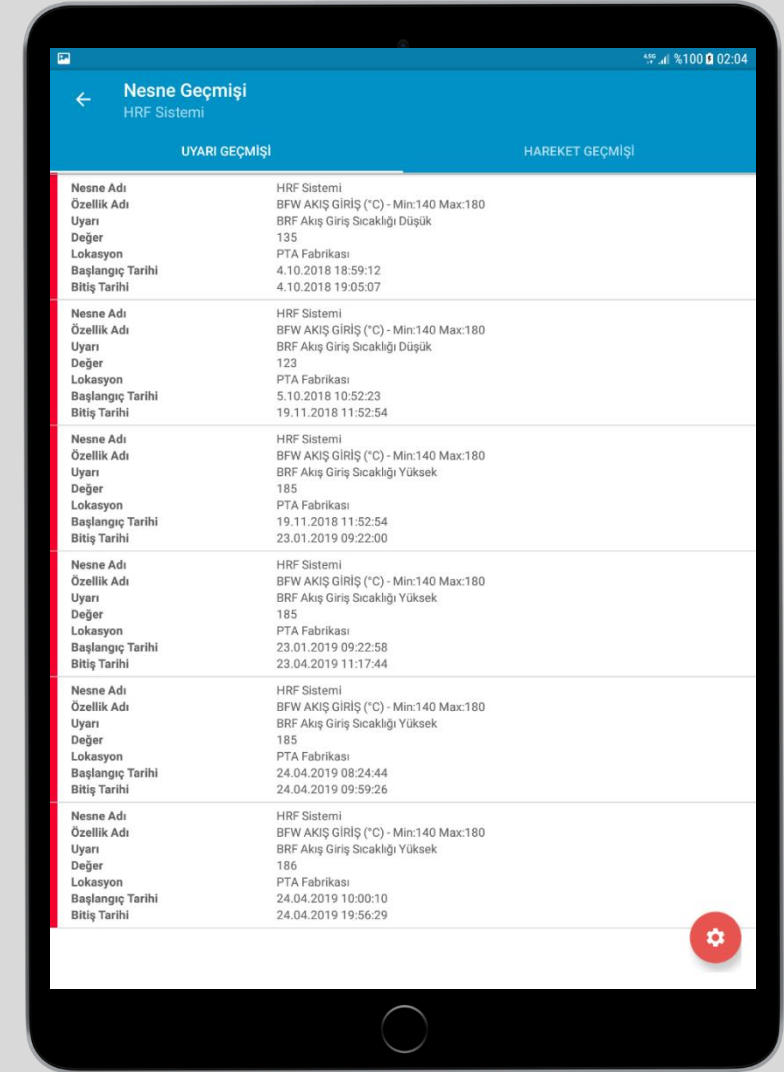 4.5G %100 02:04
Nesne Geçmişi
HRF Sistemi
UYARI GEÇMİŞİ HAREKET GEÇMİŞİ
Nesne Adı HRF Sistemi
Özellik Adı BFW AKIŞ GİRİŞ (°C) - Min:140 Max:180
Uyarı BRF Akış Giriş Sıcaklığı Düşük
Değer 135
Lokasyon PTA Fabrikası
Başlangıç Tarihi 4.10.2018 18:59:12
Bitiş Tarihi 4.10.2018 19:05:07
Nesne Adı HRF Sistemi
Özellik Adı BFW AKIŞ GİRİŞ (°C) - Min:140 Max:180
Uyarı BRF Akış Giriş Sıcaklığı Düşük
Değer 123
Lokasyon PTA Fabrikası
Başlangıç Tarihi 5.10.2018 10:52:23
Bitiş Tarihi 19.11.2018 11:52:54
Nesne Adı HRF Sistemi
Özellik Adı BFW AKIŞ GİRİŞ (°C) - Min:140 Max:180
Uyarı BRF Akış Giriş Sıcaklığı Yüksek
Değer 185
Lokasyon PTA Fabrikası
Başlangıç Tarihi 19.11.2018 11:52:54
Bitiş Tarihi 23.01.2019 09:22:00
Nesne Adı HRF Sistemi
Özellik Adı BFW AKIŞ GİRİŞ (°C) - Min:140 Max:180
Uyarı BRF Akış Giriş Sıcaklığı Yüksek
Değer 185
Lokasyon PTA Fabrikası
Başlangıç Tarihi 23.01.2019 09:22:58
Bitiş Tarihi 23.04.2019 11:17:44
Nesne Adı HRF Sistemi
Özellik Adı BFW AKIŞ GİRİŞ (°C) - Min:140 Max:180
Uyarı BRF Akış Giriş Sıcaklığı Yüksek
Değer 185
Lokasyon PTA Fabrikası
Başlangıç Tarihi 24.04.2019 08:24:44
Bitiş Tarihi 24.04.2019 09:59:26
Nesne Adı HRF Sistemi
Özellik Adı BFW AKIŞ GİRİŞ (°C) - Min:140 Max:180
Uyarı BRF Akış Giriş Sıcaklığı Yüksek
Değer 186
Lokasyon PTA Fabrikası
Başlangıç Tarihi 24.04.2019 10:00:10
Bitiş Tarihi 24.04.2019 19:56:29